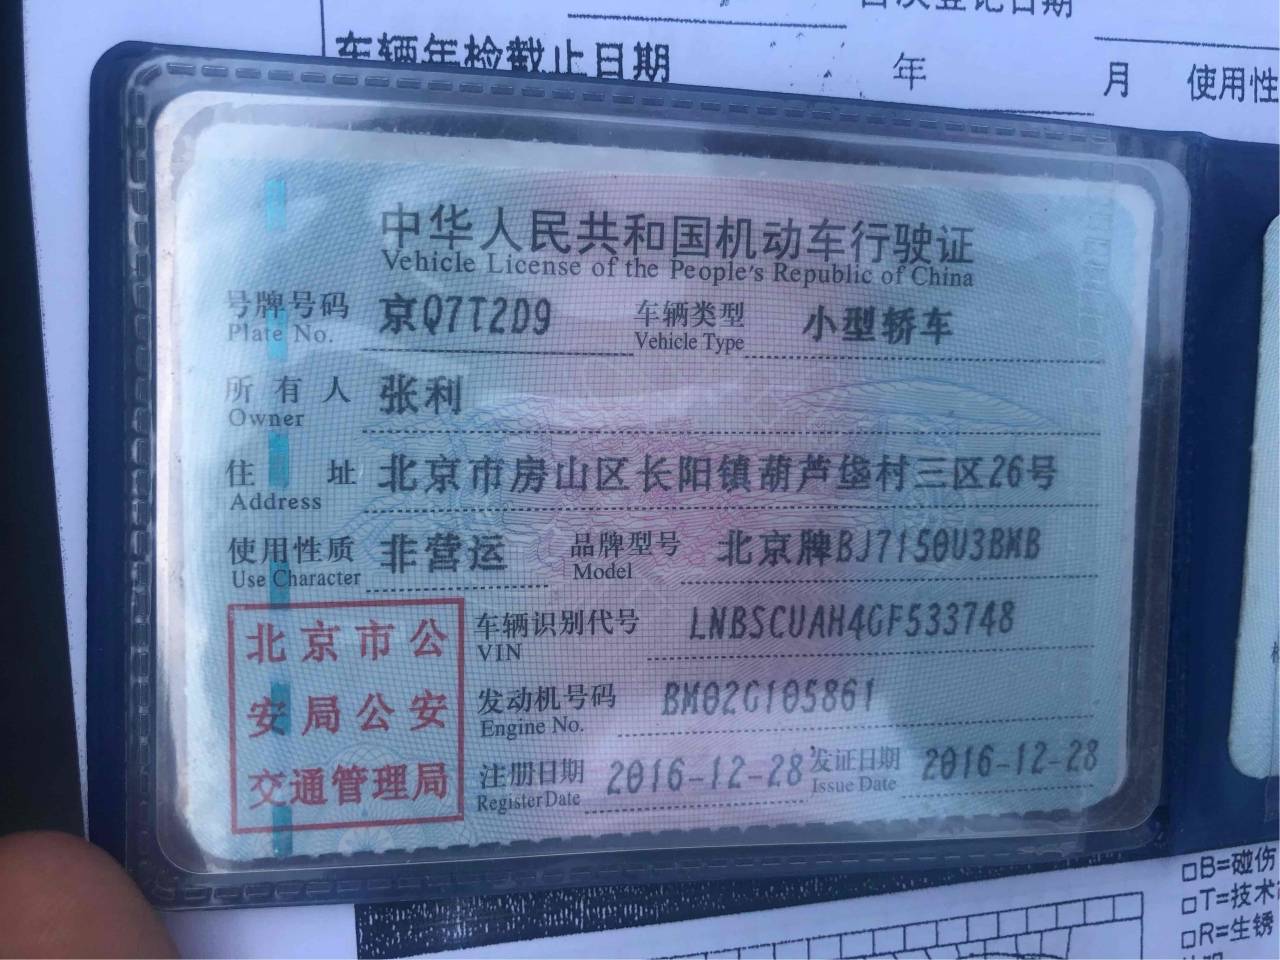 首次登记日期
车辆年检截止日期 年 月 使用性
中华人民共和国机动车行驶证
Vehicle License of the People's Republic of China
号牌号码 京Q7T2D9 车辆类型 小型轿车
Plate No. Vehicle Type
所有人 张利
Owner
住址 北京市房山区长阳镇葫芦垡村三区26号
Address
使用性质 非营运 品牌型号 北京牌BJ7150U3BMB
Use Character Model
北京市公
安局公安
交通管理局
车辆识别代号 LNBSCUAH4GF533748
VIN
发动机号码 BM02G105861
Engine No.
注册日期 2016-12-28 发证日期 2016-12-28
Register Date Issue Date
□B=碰伤
□T=技术
□R=生锈